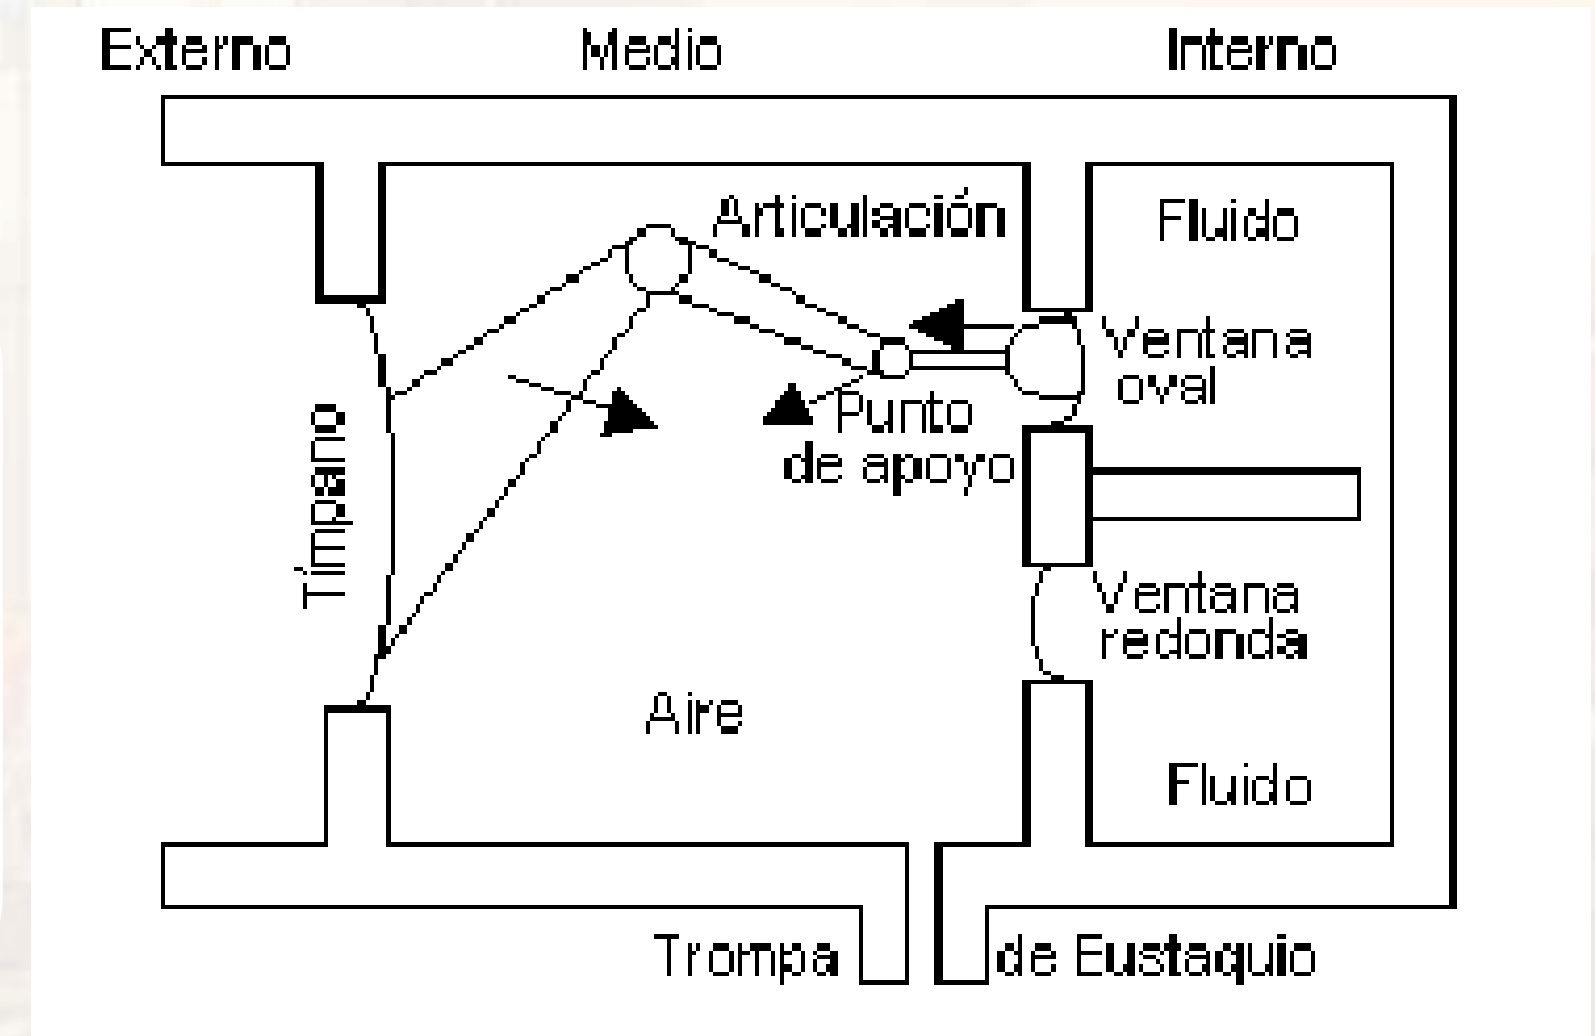 Externo Medio Interno
Articulación
Fluido
Ventana
oval
Punto
de apoyo
Tímpano
Ventana
redonda
Aire
Fluido
Trompa de Eustaquio